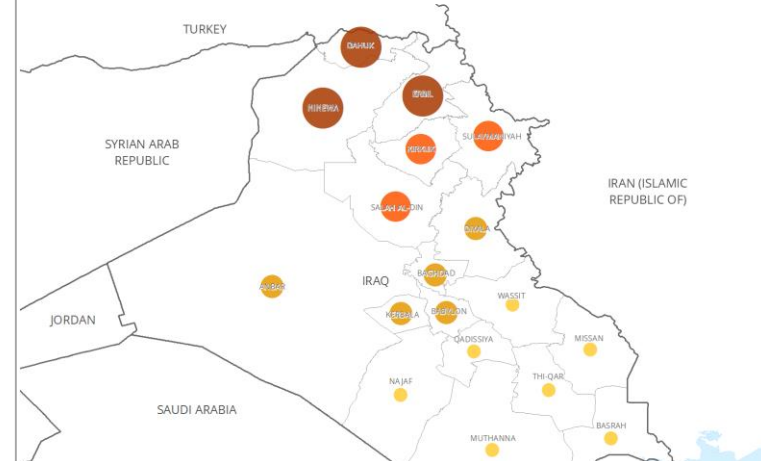 TURKEY
DAHUK
NINEWA
ERBIL
SYRIAN ARAB
REPUBLIC
KIRKUK
SULAYMANIYAH
IRAN (ISLAMIC
REPUBLIC OF)
SALAH AL-DIN
DIYALA
BAGHDAD
IRAQ
ANBAR
WASSIT
KERBALA
BABYLON
JORDAN
QADISSIYA
MISSAN
THI-QAR
NAJAF
SAUDI ARABIA
BASRAH
MUTHANNA